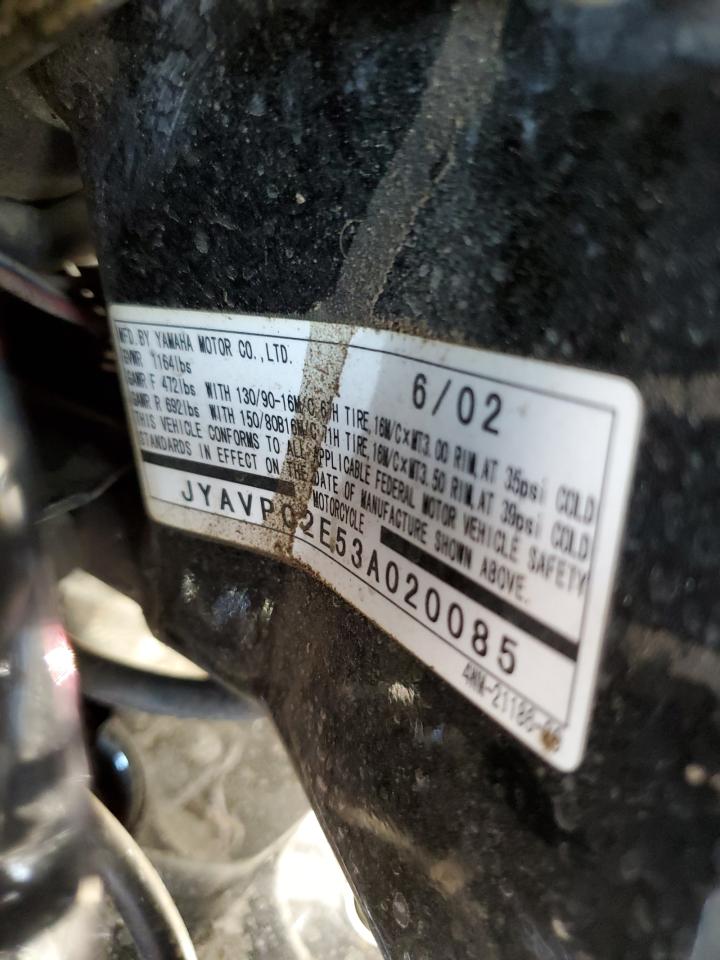 MFD. BY YAMAHA MOTOR CO., LTD.
6/02
GVWR 1164lbs
GAWR F 472lbs WITH 130/90-16M/C TIRE, 16M/C×MT3.00 RIM, AT 35psi COLD
GAWR R 692lbs WITH 150/80B16M/C 71H TIRE, 16M/C×MT3.50 RIM, AT 39psi COLD
THIS VEHICLE CONFORMS TO ALL APPLICABLE FEDERAL MOTOR VEHICLE SAFETY
STANDARDS IN EFFECT ON THE DATE OF MANUFACTURE SHOWN ABOVE.
MOTORCYCLE
JYAVP02E53A020085